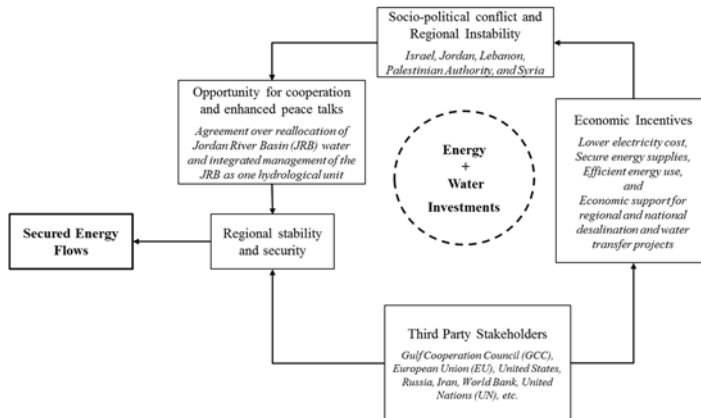 Socio-political conflict and
Regional Instability
Israel, Jordan, Lebanon,
Palestinian Authority, and Syria
Opportunity for cooperation
and enhanced peace talks
Agreement over reallocation of
Jordan River Basin (JRB) water
and integrated management of the
JRB as one hydrological unit
Energy
+
Water
Investments
Economic Incentives
Lower electricity cost,
Secure energy supplies,
Efficient energy use,
and
Economic support for
regional and national
desalination and water
transfer projects
Secured Energy
Flows
Regional stability
and security
Third Party Stakeholders
Gulf Cooperation Council (GCC),
European Union (EU), United States,
Russia, Iran, World Bank, United
Nations (UN), etc.